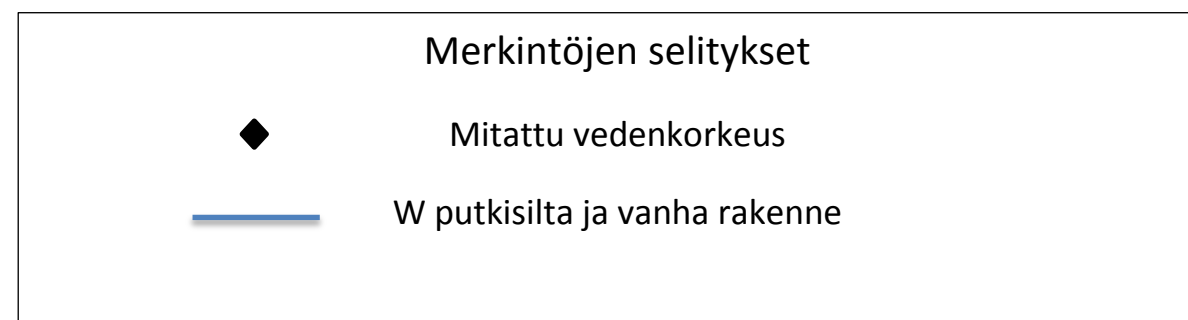 Merkintöjen selitykset
Mitattu vedenkorkeus
W putkisilta ja vanha rakenne